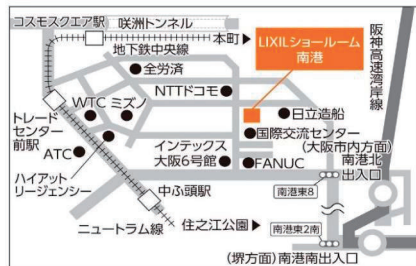 コスモスクエア駅
咲洲トンネル
地下鉄中央線
本町▶
LIXILショールーム
南港
阪神高速湾岸線
全労済
NTTドコモ
WTC
ミズノ
日立造船
国際交流センター
トレード
センター
前駅
ATC
ハイアット
リージェンシー
インテックス
大阪6号館
FANUC
(大阪市内方面)
南港北
出入口
中ふ頭駅
南港東8
ニュートラム線
住之江公園▶
南港東2南
(堺方面)南港南出入口